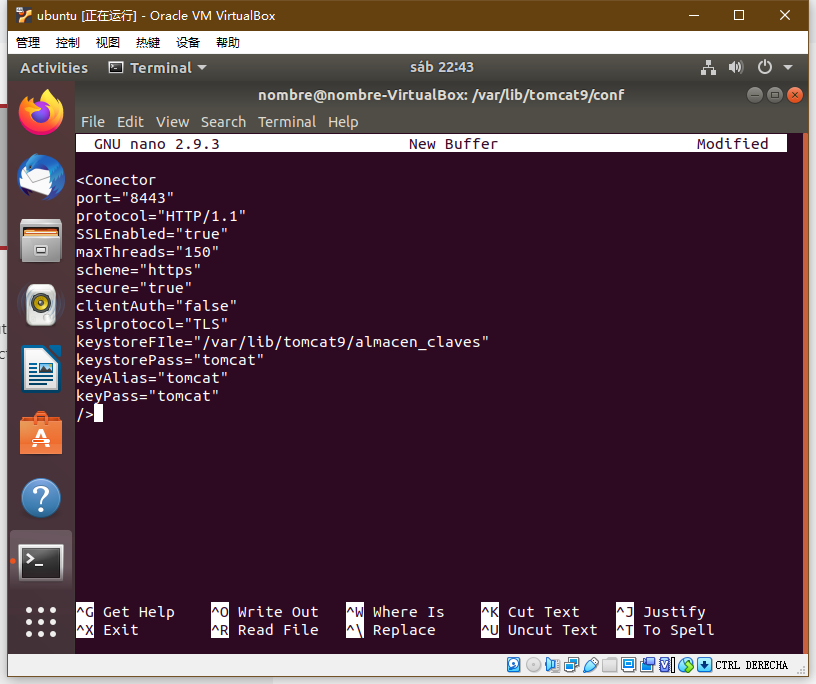 ubuntu [正在运行] - Oracle VM VirtualBox
管理 控制 视图 热键 设备 帮助
Activities Terminal sáb 22:43
nombre@nombre-VirtualBox: /var/lib/tomcat9/conf
File Edit View Search Terminal Help
GNU nano 2.9.3 New Buffer Modified
<Conector
port="8443"
protocol="HTTP/1.1"
SSLEnabled="true"
maxThreads="150"
scheme="https"
secure="true"
clientAuth="false"
sslprotocol="TLS"
keystoreFIle="/var/lib/tomcat9/almacen_claves"
keystorePass="tomcat"
keyAlias="tomcat"
keyPass="tomcat"
/>
^G Get Help ^O Write Out ^W Where Is ^K Cut Text ^J Justify
^X Exit ^R Read File ^\ Replace ^U Uncut Text ^T To Spell
CTRL DERECHA